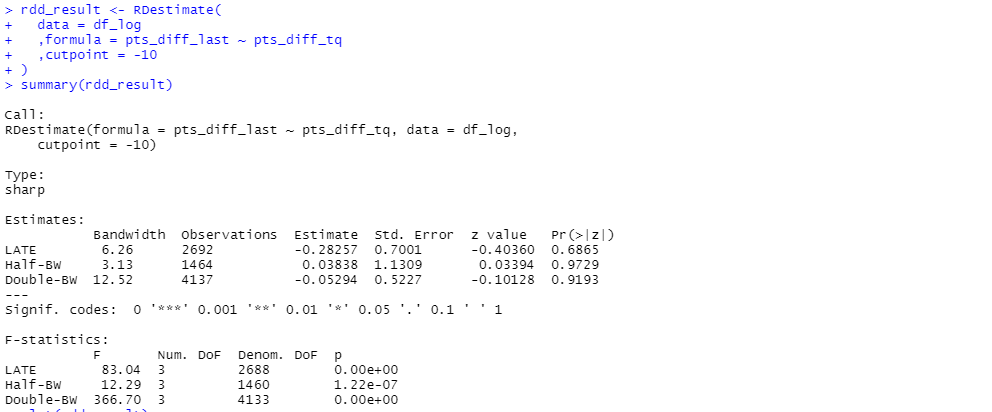 > rdd_result <- RDestimate(
+   data = df_log
+   ,formula = pts_diff_last ~ pts_diff_tq
+   ,cutpoint = -10
+ )
> summary(rdd_result)

Call:
RDestimate(formula = pts_diff_last ~ pts_diff_tq, data = df_log,
    cutpoint = -10)

Type:
sharp

Estimates:
           Bandwidth  Observations  Estimate  Std. Error  z value   Pr(>|z|)
LATE        6.26      2692          -0.28257  0.7001      -0.40360  0.6865
Half-BW     3.13      1464           0.03838  1.1309       0.03394  0.9729
Double-BW  12.52      4137          -0.05294  0.5227      -0.10128  0.9193
---
Signif. codes:  0 '***' 0.001 '**' 0.01 '*' 0.05 '.' 0.1 ' ' 1

F-statistics:
           F       Num. DoF  Denom. DoF  p
LATE        83.04  3         2688        0.00e+00
Half-BW     12.29  3         1460        1.22e-07
Double-BW  366.70  3         4133        0.00e+00